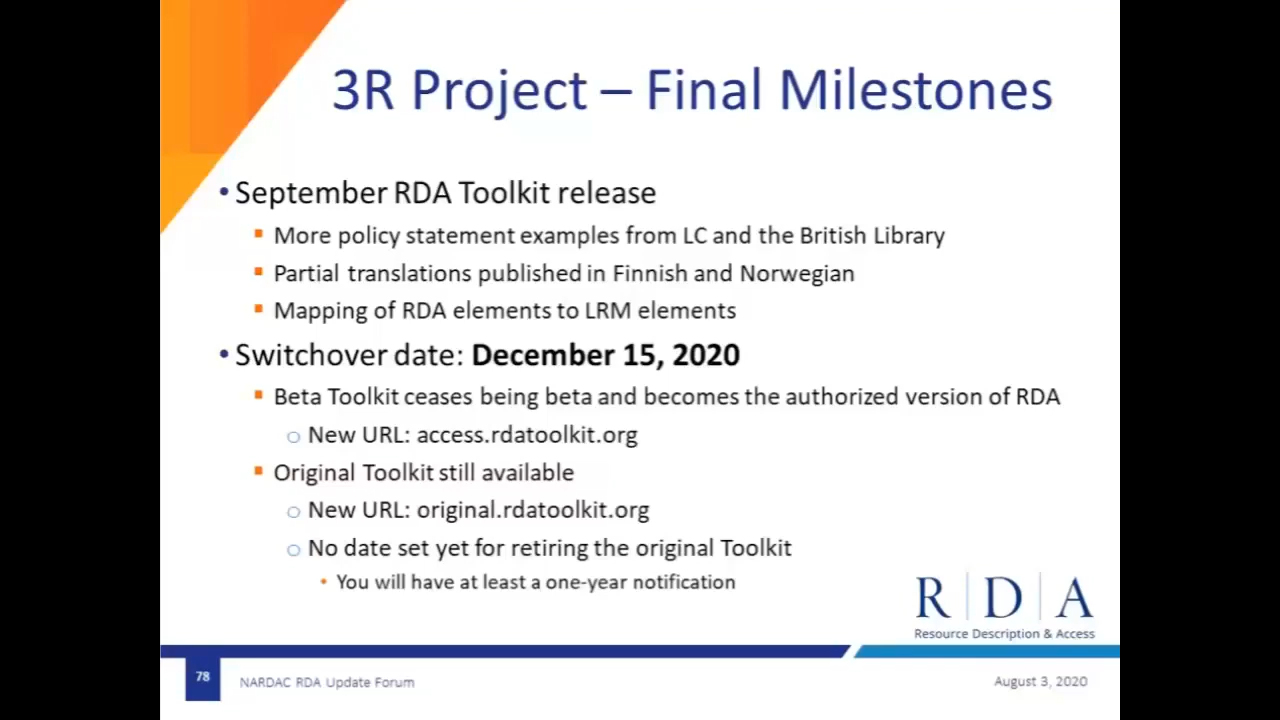 3R Project – Final Milestones
• September RDA Toolkit release
▪ More policy statement examples from LC and the British Library
▪ Partial translations published in Finnish and Norwegian
▪ Mapping of RDA elements to LRM elements
• Switchover date: December 15, 2020
▪ Beta Toolkit ceases being beta and becomes the authorized version of RDA
o New URL: access.rdatoolkit.org
▪ Original Toolkit still available
o New URL: original.rdatoolkit.org
o No date set yet for retiring the original Toolkit
• You will have at least a one-year notification
R|D|A
Resource Description & Access
78
NARDAC RDA Update Forum
August 3, 2020